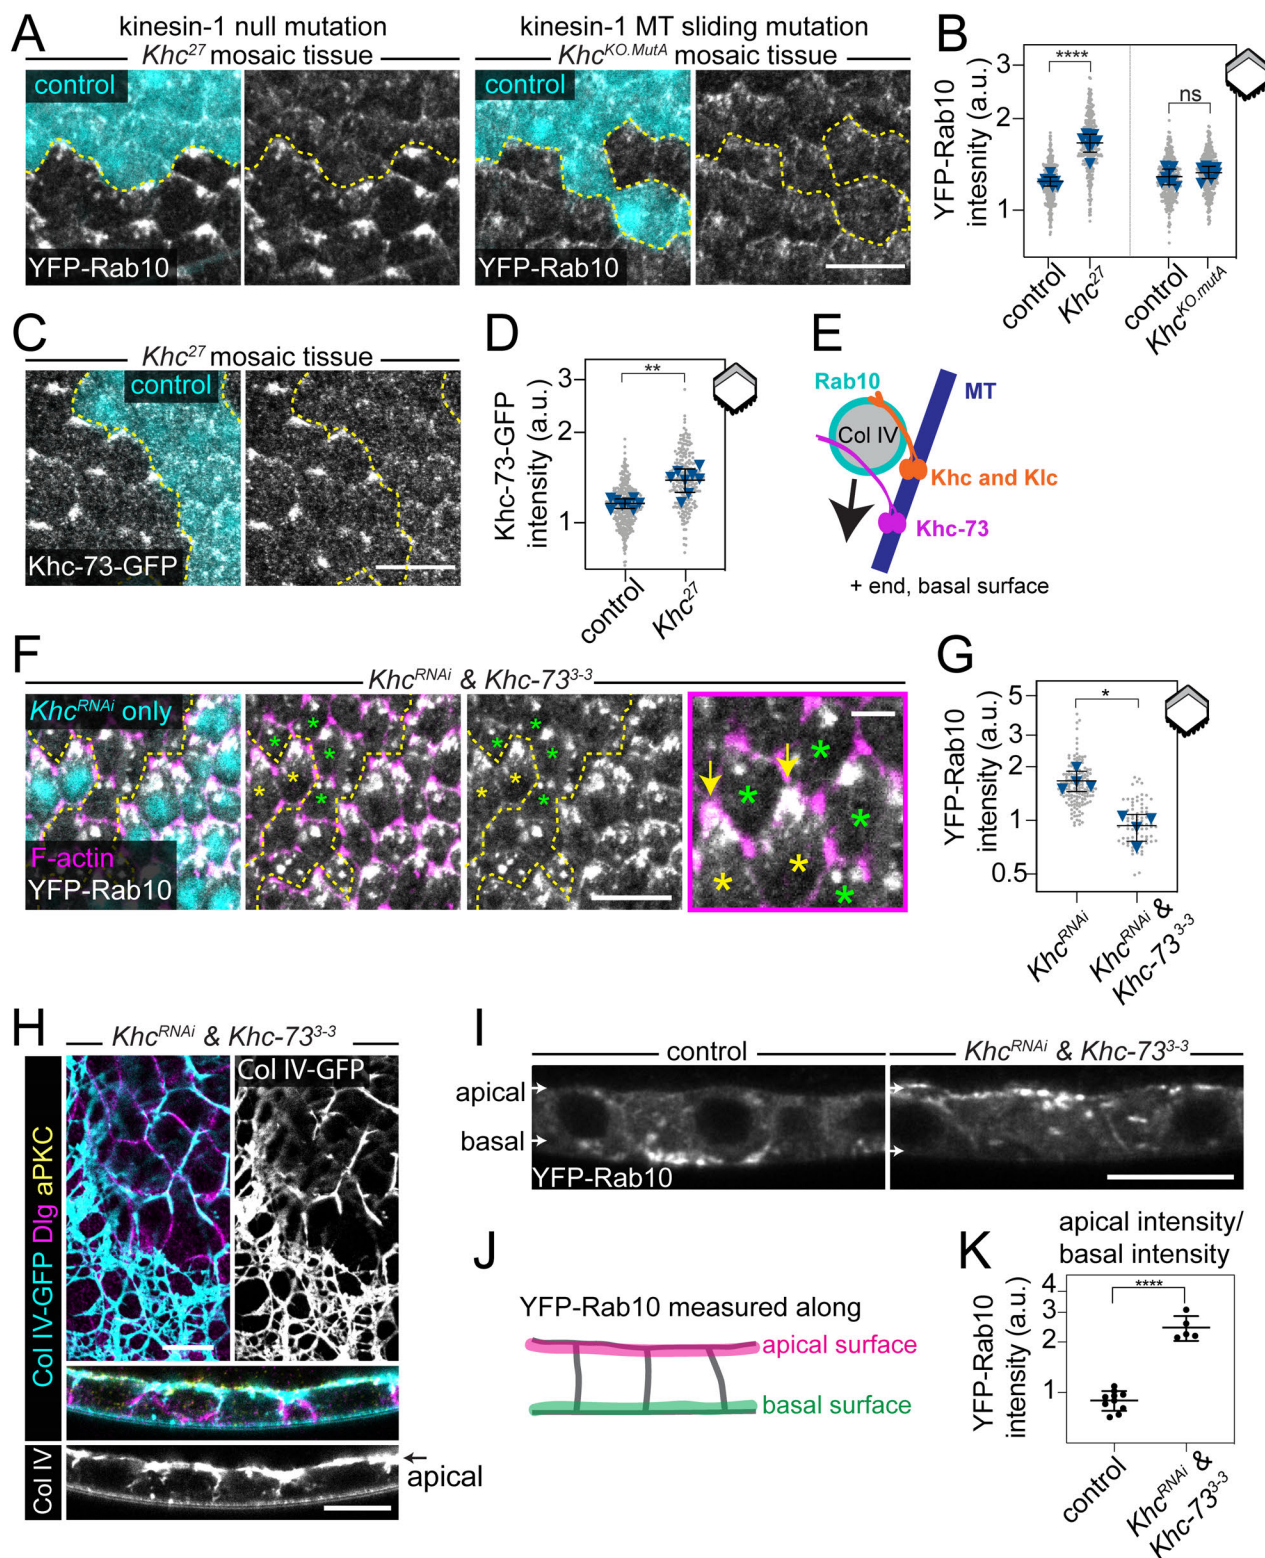 A
kinesin-1 null mutation
Khc27 mosaic tissue
control
YFP-Rab10
kinesin-1 MT sliding mutation
KhcKO.MutA mosaic tissue
YFP-Rab10
B
YFP-Rab10
intesnity (a.u.)
3
2
1
****
ns
control
Khc27
control
KhcKO.mutA
C
Khc27 mosaic tissue
control
Khc-73-GFP
D
Khc-73-GFP
intensity (a.u.)
3
2
1
**
control
Khc27
E
Rab10
MT
Col IV
Khc and Klc
Khc-73
+ end, basal surface
F
KhcRNAi & Khc-733-3
KhcRNAi only
F-actin
YFP-Rab10
G
YFP-Rab10
intensity (a.u.)
5
3
2
1
0.5
*
KhcRNAi
KhcRNAi &
Khc-733-3
H
KhcRNAi & Khc-733-3
Col IV-GFP Dlg aPKC
Col IV-GFP
Col IV
apical
I
control
KhcRNAi & Khc-733-3
apical
basal
YFP-Rab10
J
YFP-Rab10 measured along
apical surface
basal surface
K
apical intensity/
basal intensity
YFP-Rab10
intensity (a.u.)
4
3
2
1
****
control
KhcRNAi &
Khc-733-3